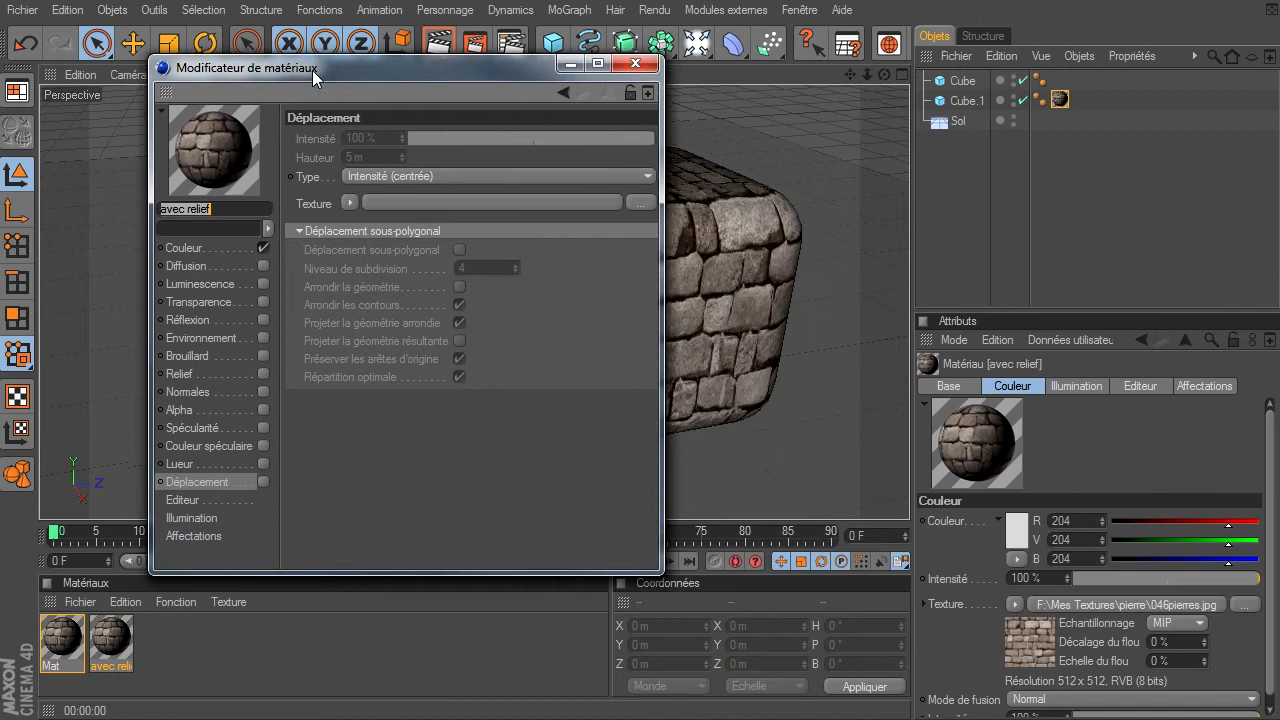 Fichier Edition Objets Outils Sélection Structure Fonctions Animation Personnage Dynamics MoGraph Hair Rendu Modules externes Fenêtre Aide
X Y Z
Objets Structure
Fichier Edition Vue Objets Propriétés
Edition Caméra
Perspective
Modificateur de matériaux
avec relief
Couleur
Diffusion
Luminescence
Transparence
Réflexion
Environnement
Brouillard
Relief
Normales
Alpha
Spécularité
Couleur spéculaire
Lueur
Déplacement
Editeur
Illumination
Affectations
Déplacement
Intensité 100 %
Hauteur 5 m
Type Intensité (centrée)
Texture ...
Déplacement sous-polygonal
Déplacement sous-polygonal
Niveau de subdivision 4
Arrondir la géométrie
Arrondir les contours
Projeter la géométrie arrondie
Projeter la géométrie résultante
Préserver les arêtes d'origine
Répartition optimale
Cube
Cube.1
Sol
Y
Z
X
0 5 10 75 80 85 90 0 F
0 F 0 F
Attributs
Mode Edition Données utilisateu
Matériau [avec relief]
Base Couleur Illumination Editeur Affectations
Couleur
Couleur R 204
V 204
B 204
Intensité 100 %
Texture F:\Mes Textures\pierre\046pierres.jpg ...
Echantillonnage MIP
Décalage du flou 0 %
Echelle du flou 0 %
Résolution 512 x 512, RVB (8 bits)
Mode de fusion Normal
Matériaux
Fichier Edition Fonction Texture
Mat avec relie
Coordonnées
-- -- --
X 0 m X 0 m H 0 °
Y 0 m Y 0 m P 0 °
Z 0 m Z 0 m B 0 °
Monde Echelle Appliquer
00:00:00
MAXON
CINEMA 4D